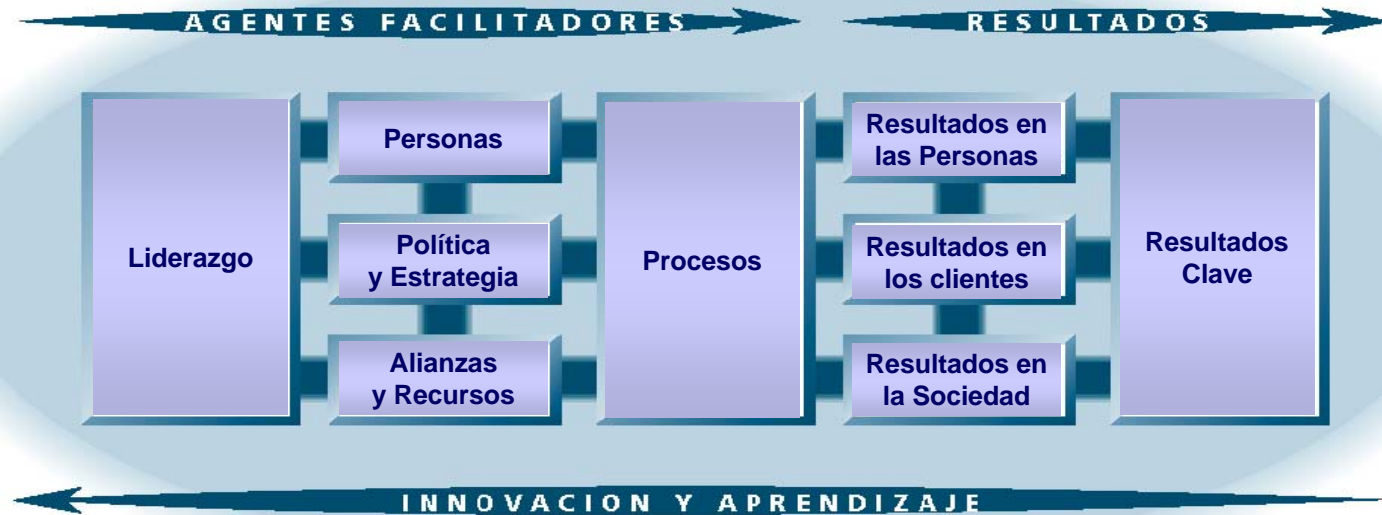 AGENTES FACILITADORES
RESULTADOS
Liderazgo
Personas
Política
y Estrategia
Alianzas
y Recursos
Procesos
Resultados en
las Personas
Resultados en
los clientes
Resultados en
la Sociedad
Resultados
Clave
INNOVACION Y APRENDIZAJE